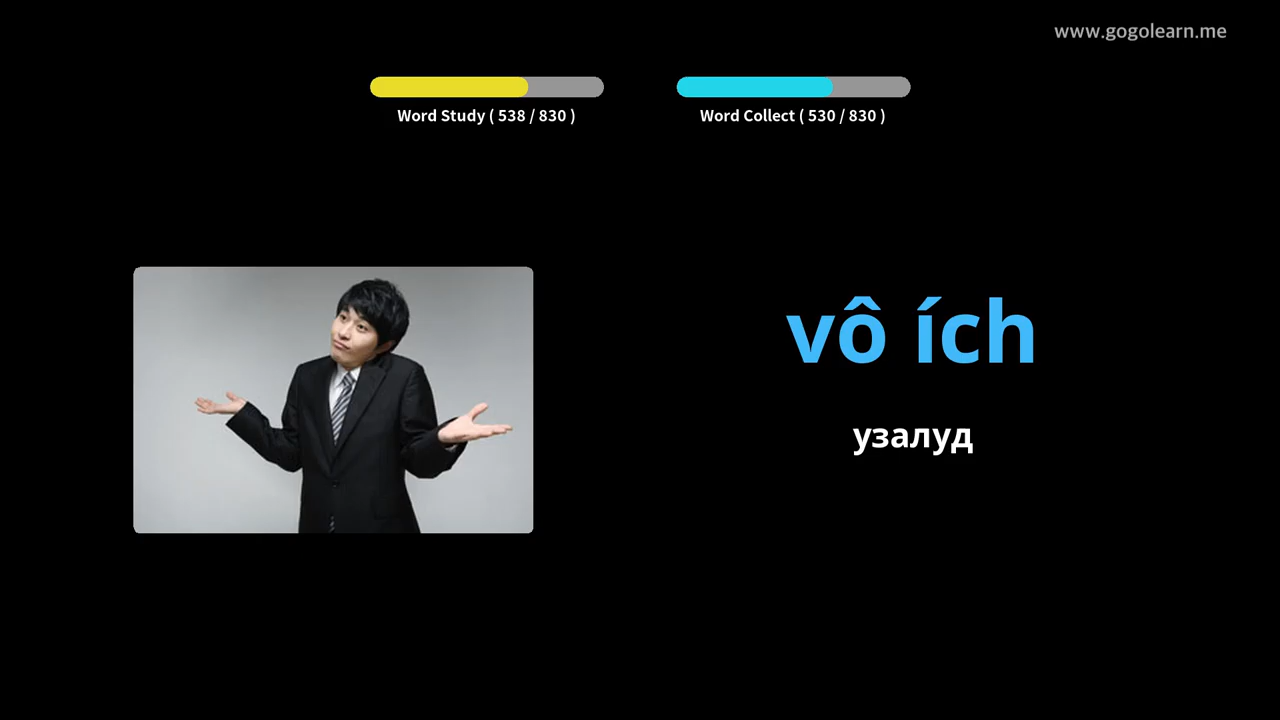 www.gogolearn.me
Word Study ( 538 / 830 )
Word Collect ( 530 / 830 )
vô ích
узалуд